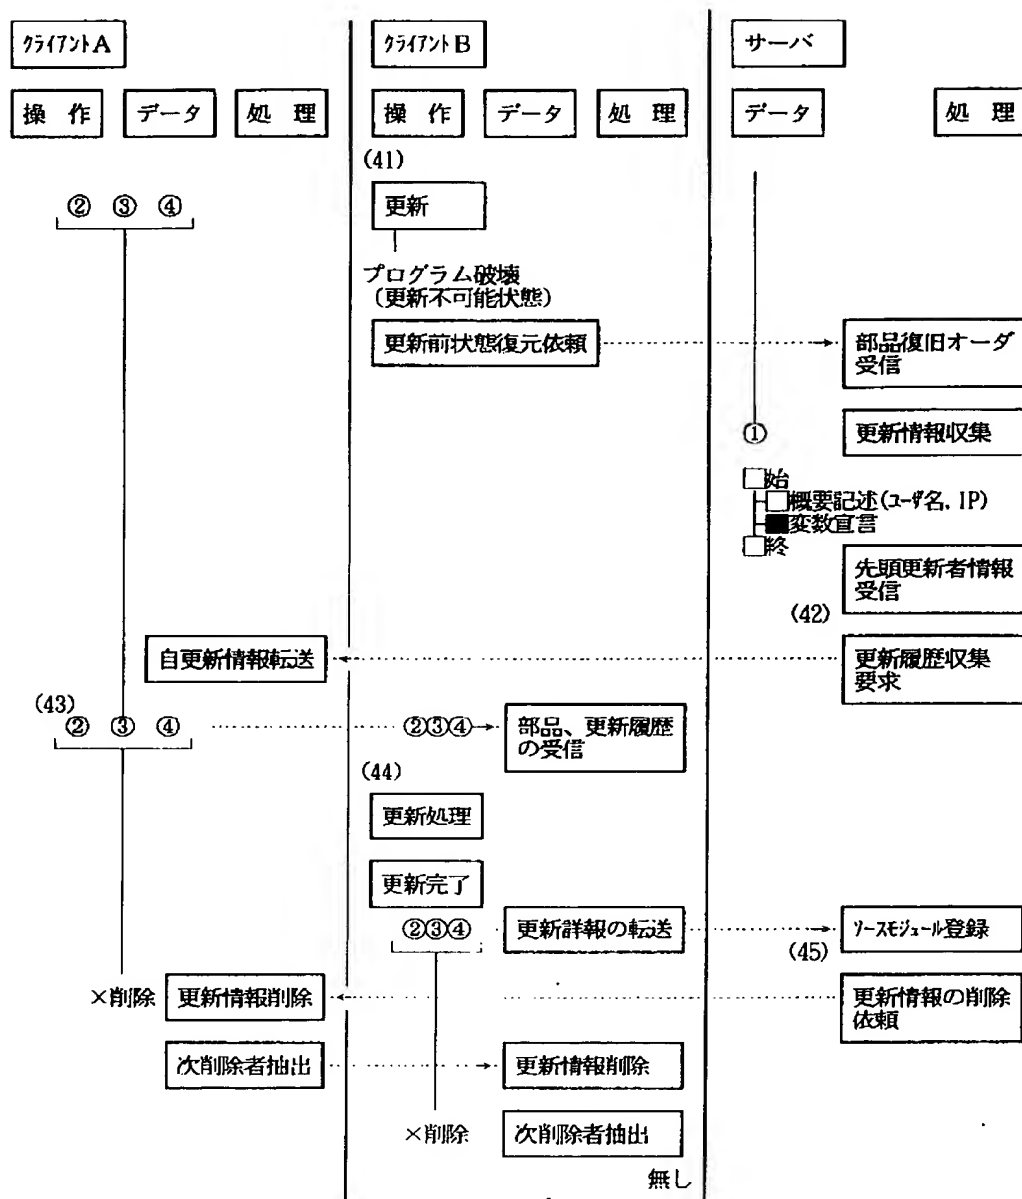 クライアントA
クライアントB
サーバ
操 作
データ
処 理
操 作
データ
処 理
データ
処 理
(41)
② ③ ④
更新
プログラム破壊
(更新不可能状態)
更新前状態復元依頼
部品復旧オーダ
受信
①
更新情報収集
始
概要記述(ユーザ名, IP)
変数宣言
終
先頭更新者情報
受信
(42)
自更新情報転送
更新履歴収集
要求
(43)
② ③ ④
②③④
部品、更新履歴
の受信
(44)
更新処理
更新完了
②③④
更新詳報の転送
ソースモジュール登録
(45)
×削除
更新情報削除
更新情報の削除
依頼
次削除者抽出
更新情報削除
×削除
次削除者抽出
無し